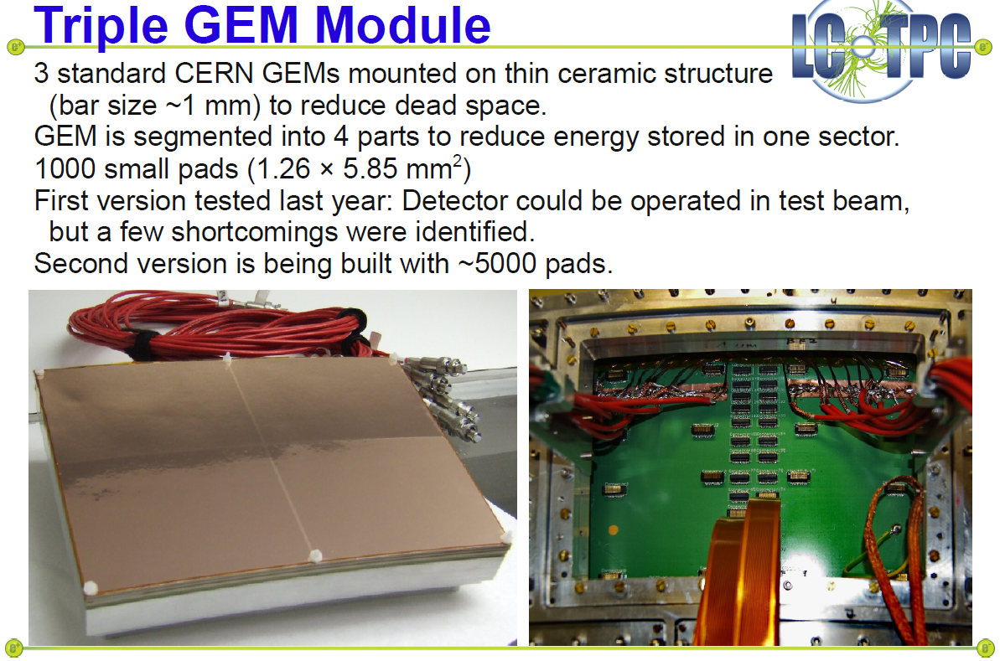 Triple GEM Module
LC TPC
e+
e-
3 standard CERN GEMs mounted on thin ceramic structure
(bar size ~1 mm) to reduce dead space.
GEM is segmented into 4 parts to reduce energy stored in one sector.
1000 small pads (1.26 × 5.85 mm²)
First version tested last year: Detector could be operated in test beam,
but a few shortcomings were identified.
Second version is being built with ~5000 pads.
e+
e-